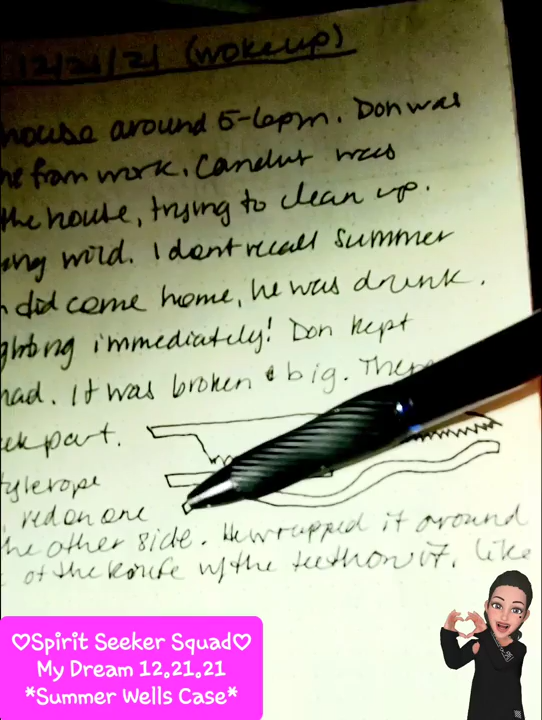 12/21/21 (woke up)
house around 5-6pm. Don was
from work. Candus was
the house, trying to clean up.
wild. I dont recall Summer
did come home, he was drunk.
immediately! Don kept
had. It was broken & big. There
part.
rope
, red on one
the other side. He wrapped it around
of the knife w/ the teeth on it. like
♡Spirit Seeker Squad♡
My Dream 12.21.21
*Summer Wells Case*